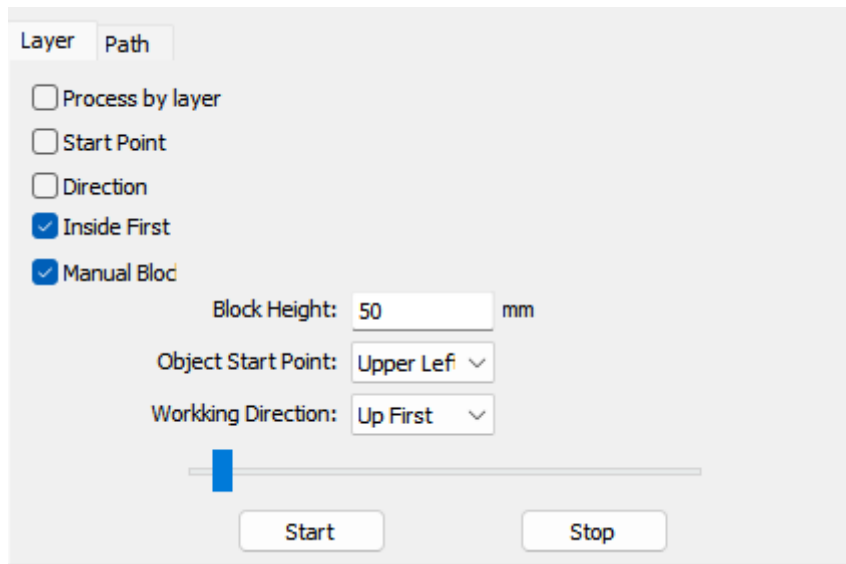 Layer Path
Process by layer
Start Point
Direction
Inside First
Manual Bloc
Block Height: 50 mm
Object Start Point: Upper Lef
Workking Direction: Up First
Start Stop